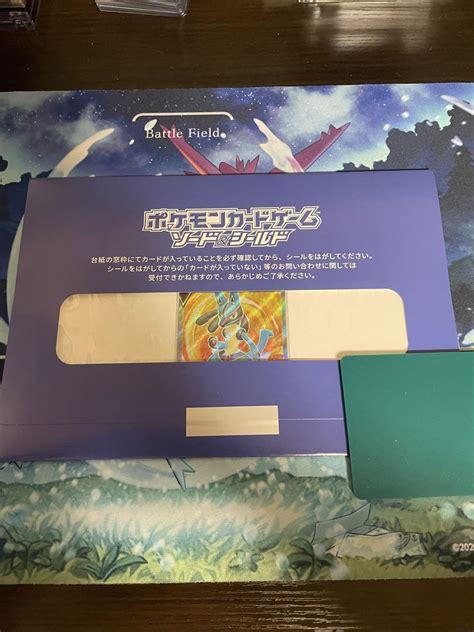 Battle Field
ポケモンカードゲーム
ソード&シールド
台紙の窓枠にてカードが入っていることを必ず確認してから、シールをはがしてください。
シールをはがしてからの「カードが入っていない」等のお問い合わせに関しては
受付できかねますので、あらかじめご了承ください。
©202